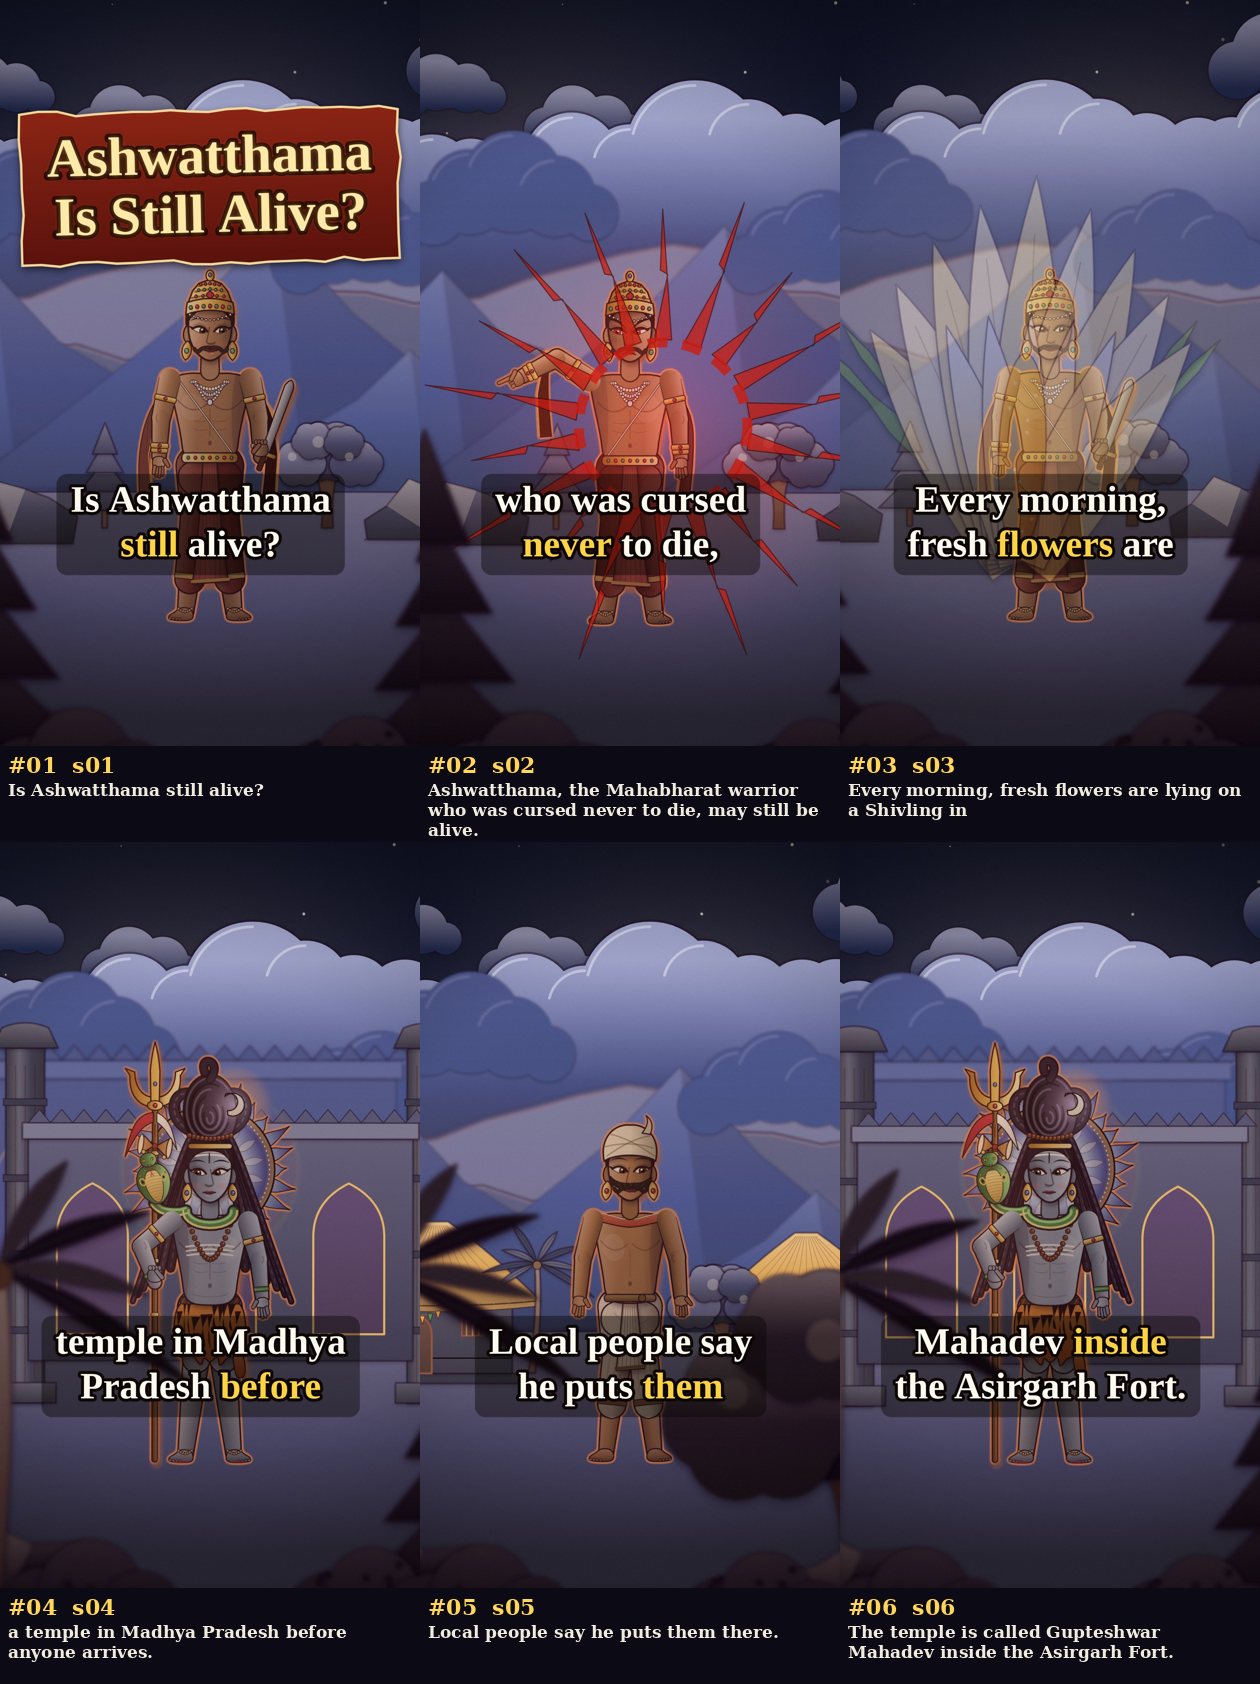 Ashwatthama
Is Still Alive?
Is Ashwatthama
still alive?
#01 s01
Is Ashwatthama still alive?
who was cursed
never to die,
#02 s02
Ashwatthama, the Mahabharat warrior
who was cursed never to die, may still be
alive.
Every morning,
fresh flowers are
#03 s03
Every morning, fresh flowers are lying on
a Shivling in
temple in Madhya
Pradesh before
#04 s04
a temple in Madhya Pradesh before
anyone arrives.
Local people say
he puts them
#05 s05
Local people say he puts them there.
Mahadev inside
the Asirgarh Fort.
#06 s06
The temple is called Gupteshwar
Mahadev inside the Asirgarh Fort.